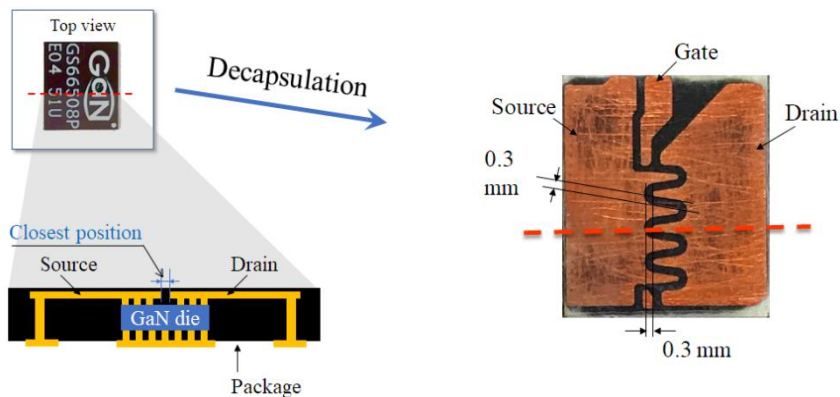 Top view
GaN
GS66508P
E04 51U
Decapsulation
Gate
Source
Drain
0.3
mm
0.3 mm
Closest position
Source
Drain
GaN die
Package